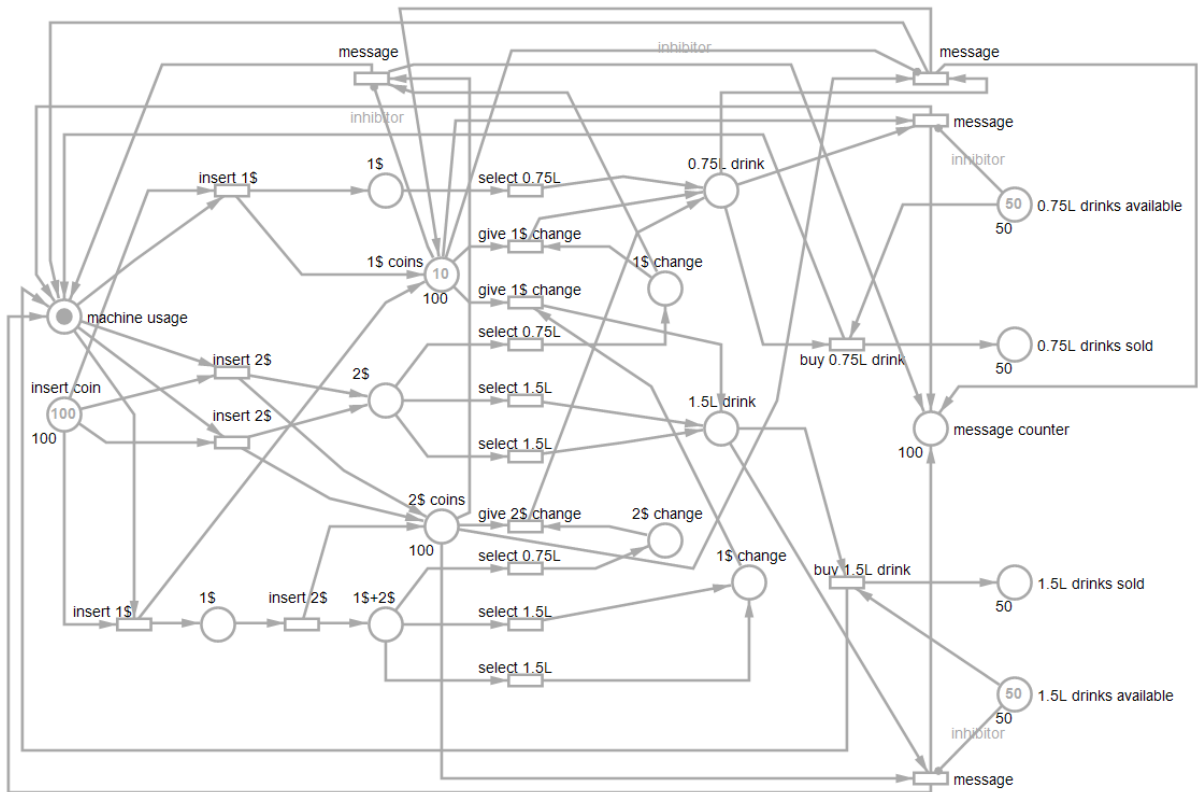 message
inhibitor
message
inhibitor
message
inhibitor
insert 1$
1$
select 0.75L
0.75L drink
50
0.75L drinks available
50
give 1$ change
1$ coins
10
100
1$ change
give 1$ change
machine usage
select 0.75L
buy 0.75L drink
0.75L drinks sold
50
insert 2$
2$
insert coin
100
100
select 1.5L
1.5L drink
insert 2$
message counter
100
select 1.5L
2$ coins
100
give 2$ change
2$ change
select 0.75L
1$ change
buy 1.5L drink
1.5L drinks sold
50
insert 1$
1$
insert 2$
1$+2$
select 1.5L
select 1.5L
50
1.5L drinks available
50
inhibitor
message